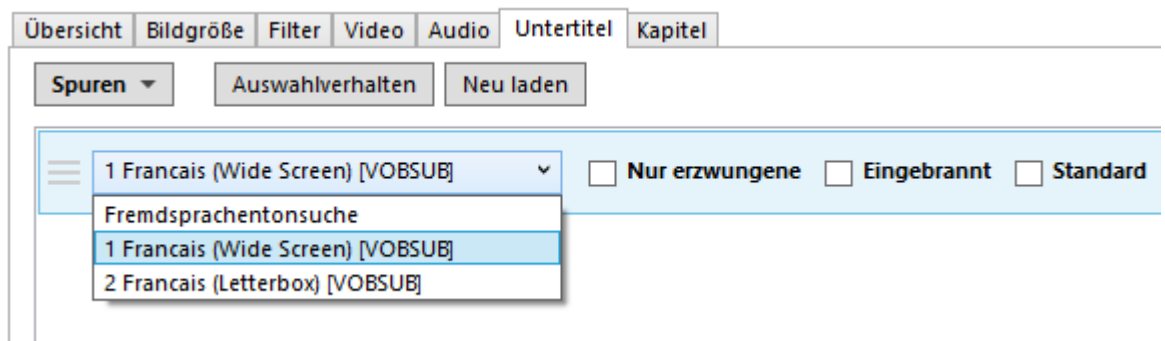 Übersicht Bildgröße Filter Video Audio Untertitel Kapitel
Spuren Auswahlverhalten Neu laden
1 Francais (Wide Screen) [VOBSUB] Nur erzwungene Eingebrannt Standard
Fremdsprachentonsuche
1 Francais (Wide Screen) [VOBSUB]
2 Francais (Letterbox) [VOBSUB]